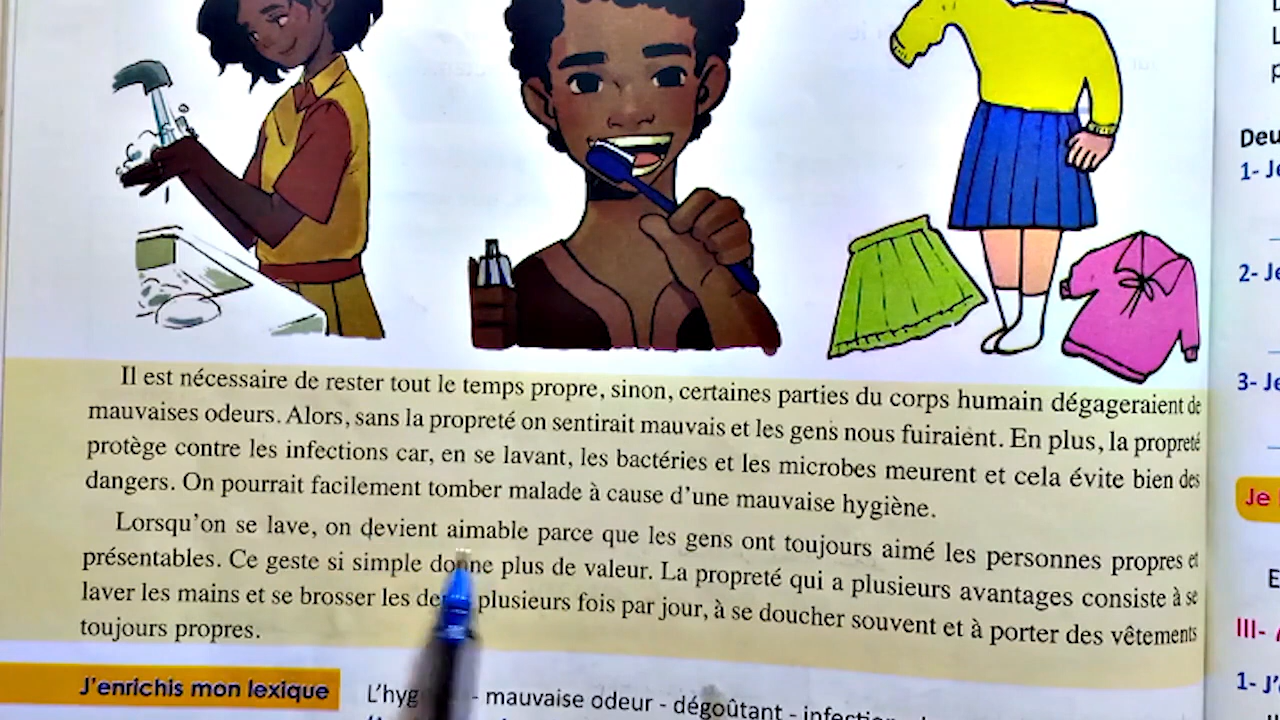 Il est nécessaire de rester tout le temps propre, sinon, certaines parties du corps humain dégageraient de
mauvaises odeurs. Alors, sans la propreté on sentirait mauvais et les gens nous fuiraient. En plus, la propreté
protège contre les infections car, en se lavant, les bactéries et les microbes meurent et cela évite bien des
dangers. On pourrait facilement tomber malade à cause d'une mauvaise hygiène.
Lorsqu'on se lave, on devient aimable parce que les gens ont toujours aimé les personnes propres et
présentables. Ce geste si simple donne plus de valeur. La propreté qui a plusieurs avantages consiste à se
laver les mains et se brosser les plusieurs fois par jour, à se doucher souvent et à porter des vêtements
toujours propres.
J'enrichis mon lexique
- mauvaise odeur - dégoûtant -
Deu
1- Je
2- Je
3- Je
Je
E
III-
1- J'